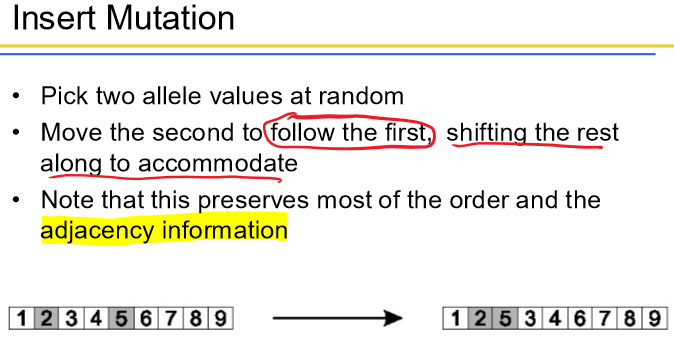 Insert Mutation
• Pick two allele values at random
• Move the second to follow the first, shifting the rest
along to accommodate
• Note that this preserves most of the order and the
adjacency information
1 2 3 4 5 6 7 8 9 1 2 5 3 4 6 7 8 9